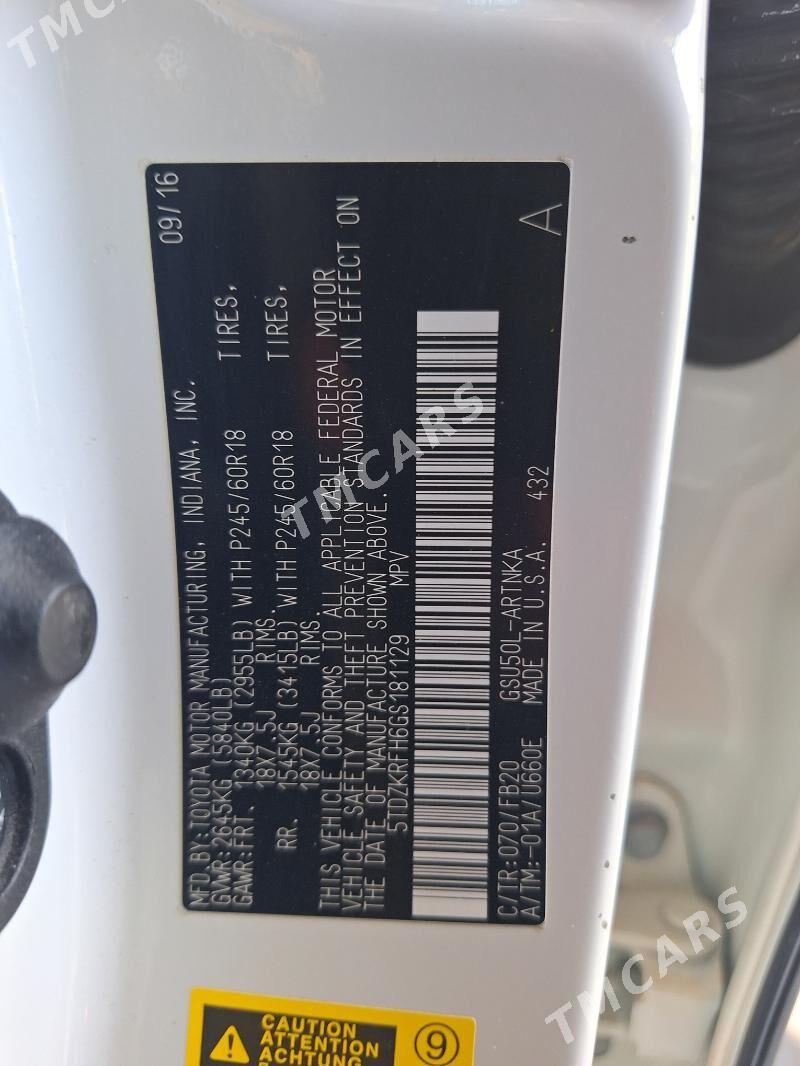 MFD.BY:TOYOTA MOTOR MANUFACTURING, INDIANA, INC. 09/16
GVWR:2645KG (5840LB)
GAWR:FRT. 1340KG (2955LB) WITH P245/60R18 TIRES,
18X7.5J RIMS.
RR. 1545KG (3415LB) WITH P245/60R18 TIRES,
18X7.5J RIMS.
THIS VEHICLE CONFORMS TO ALL APPLICABLE FEDERAL MOTOR
VEHICLE SAFETY AND THEFT PREVENTION STANDARDS IN EFFECT ON
THE DATE OF MANUFACTURE SHOWN ABOVE.
5TDZKRFH6GS181129 MPV
C/TR:070/FB20 GSU50L-ARTNKA A
A/TM:-01A/U660E MADE IN U.S.A. 432
CAUTION
ATTENTION
ACHTUNG
9
TMCARS
TMCARS
TMCARS